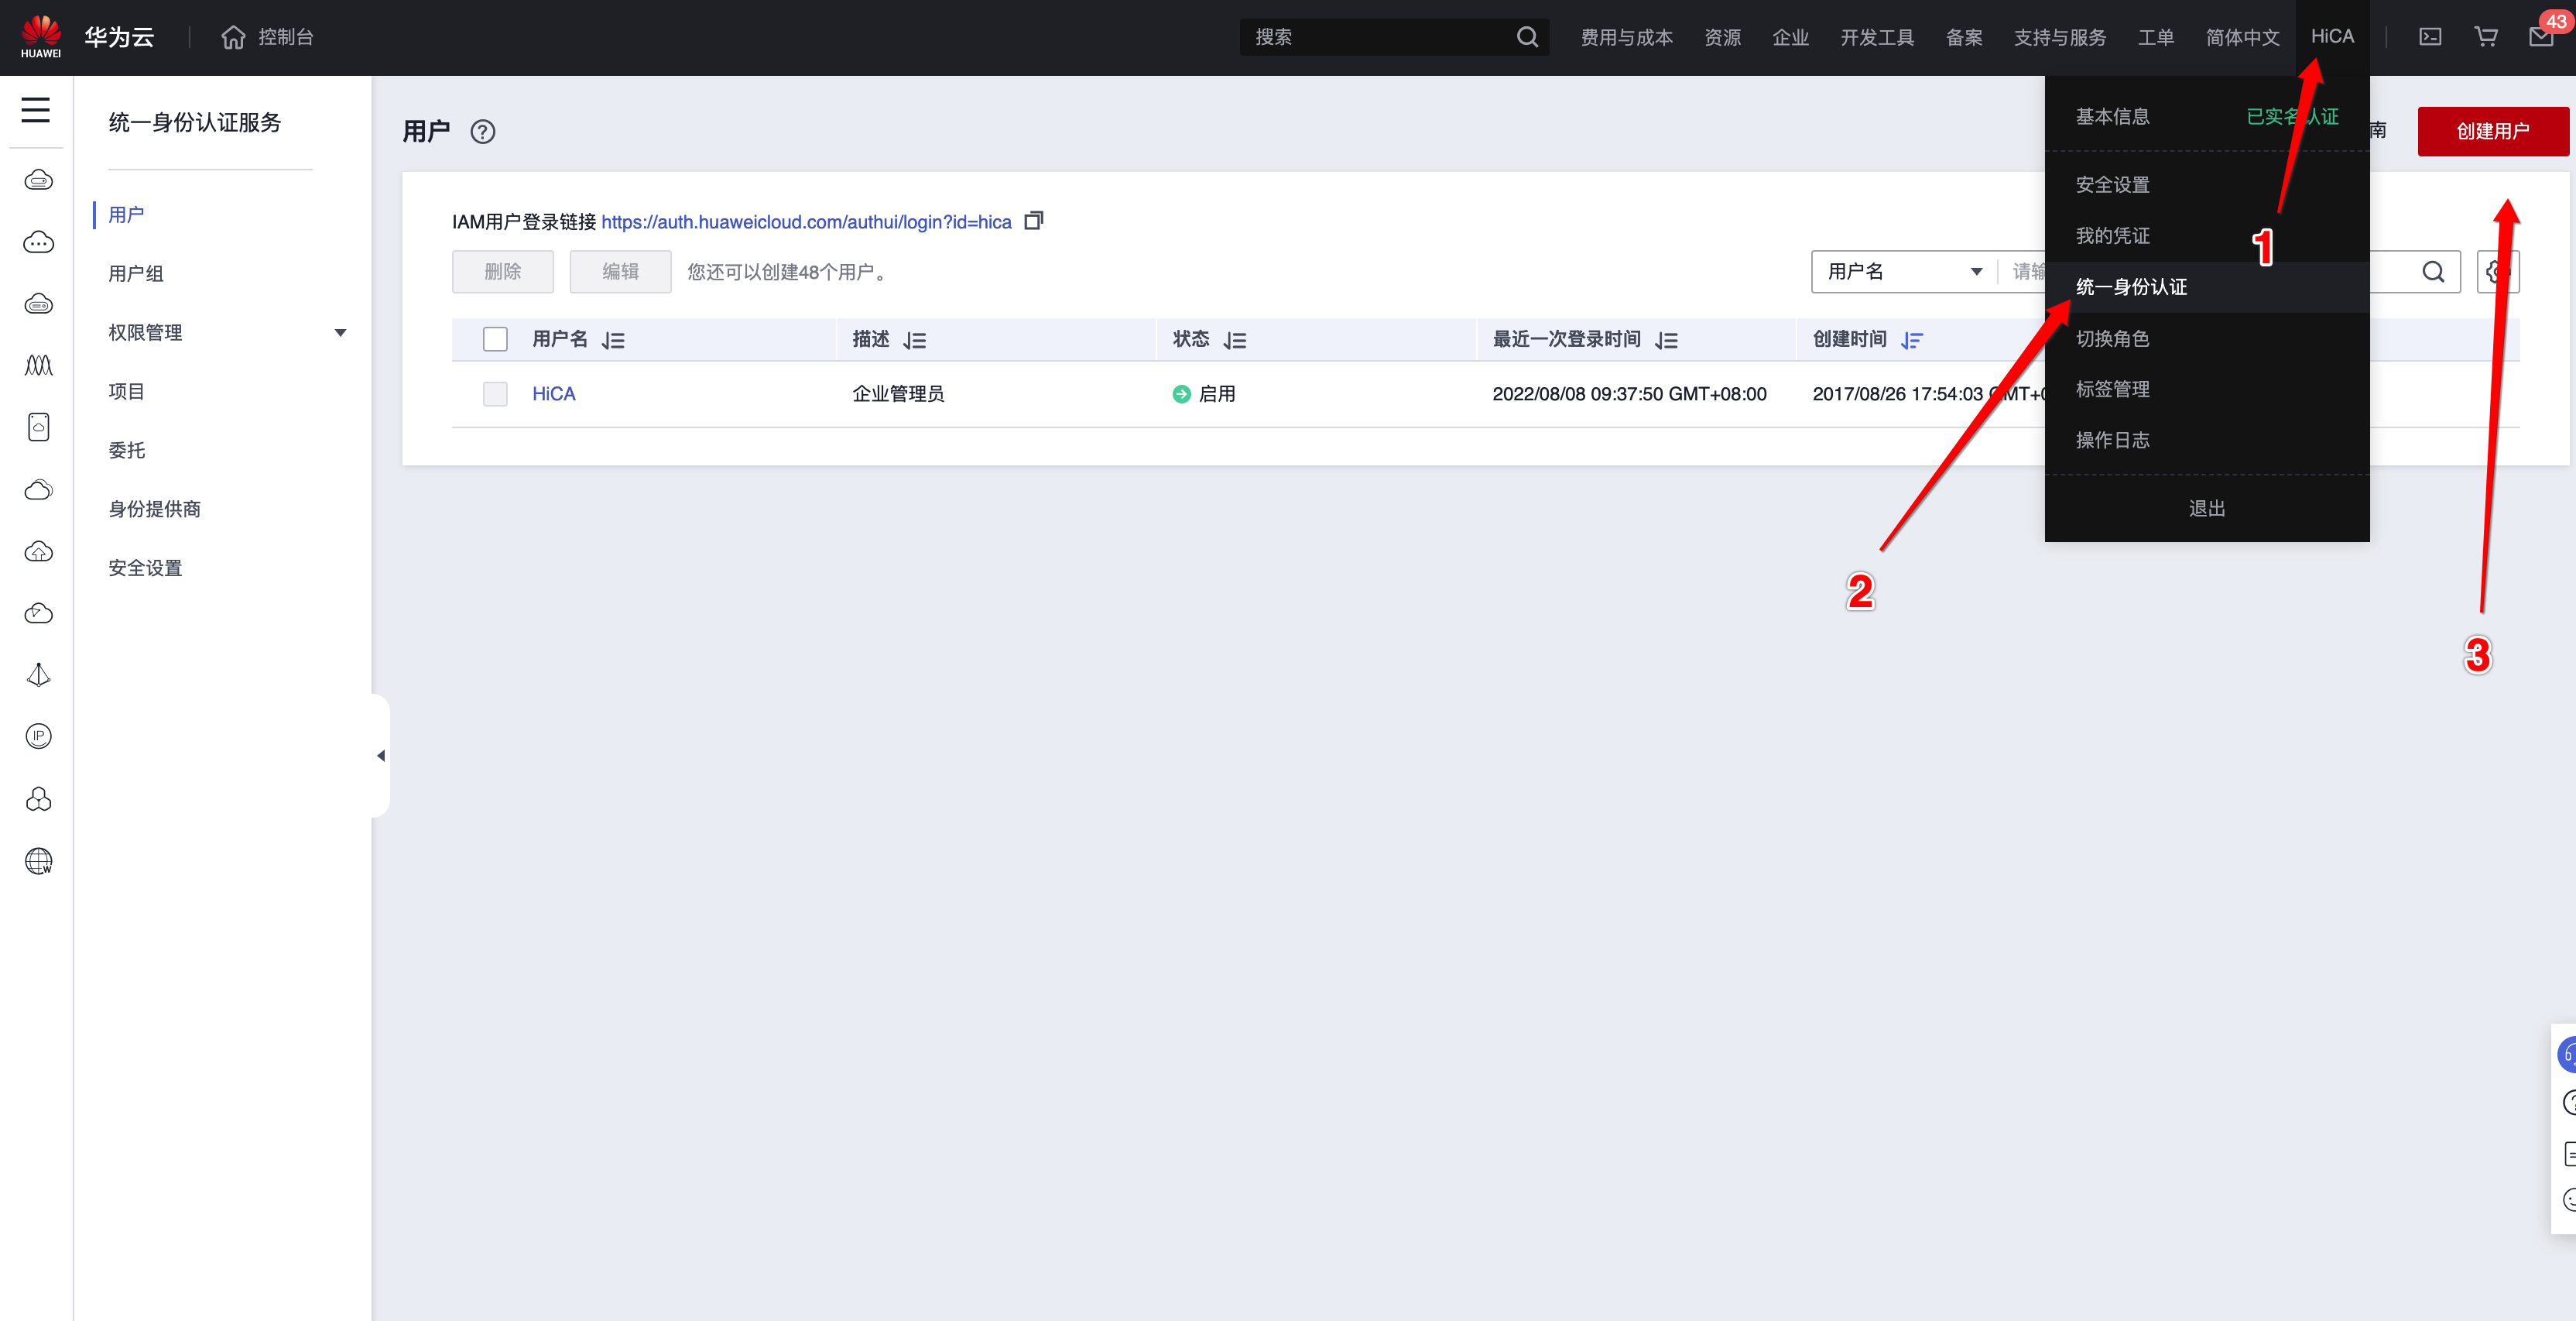 HUAWEI
华为云
控制台
搜索
费用与成本
资源
企业
开发工具
备案
支持与服务
工单
简体中文
HiCA
43
统一身份认证服务
用户
用户组
权限管理
项目
委托
身份提供商
安全设置
用户
南
创建用户
IAM用户登录链接 https://auth.huaweicloud.com/authui/login?id=hica
删除
编辑
您还可以创建48个用户。
用户名
请输
用户名
描述
状态
最近一次登录时间
创建时间
HiCA
企业管理员
启用
2022/08/08 09:37:50 GMT+08:00
2017/08/26 17:54:03 GMT+0
基本信息
已实名认证
安全设置
我的凭证
统一身份认证
切换角色
标签管理
操作日志
退出
1
2
3
IP
W